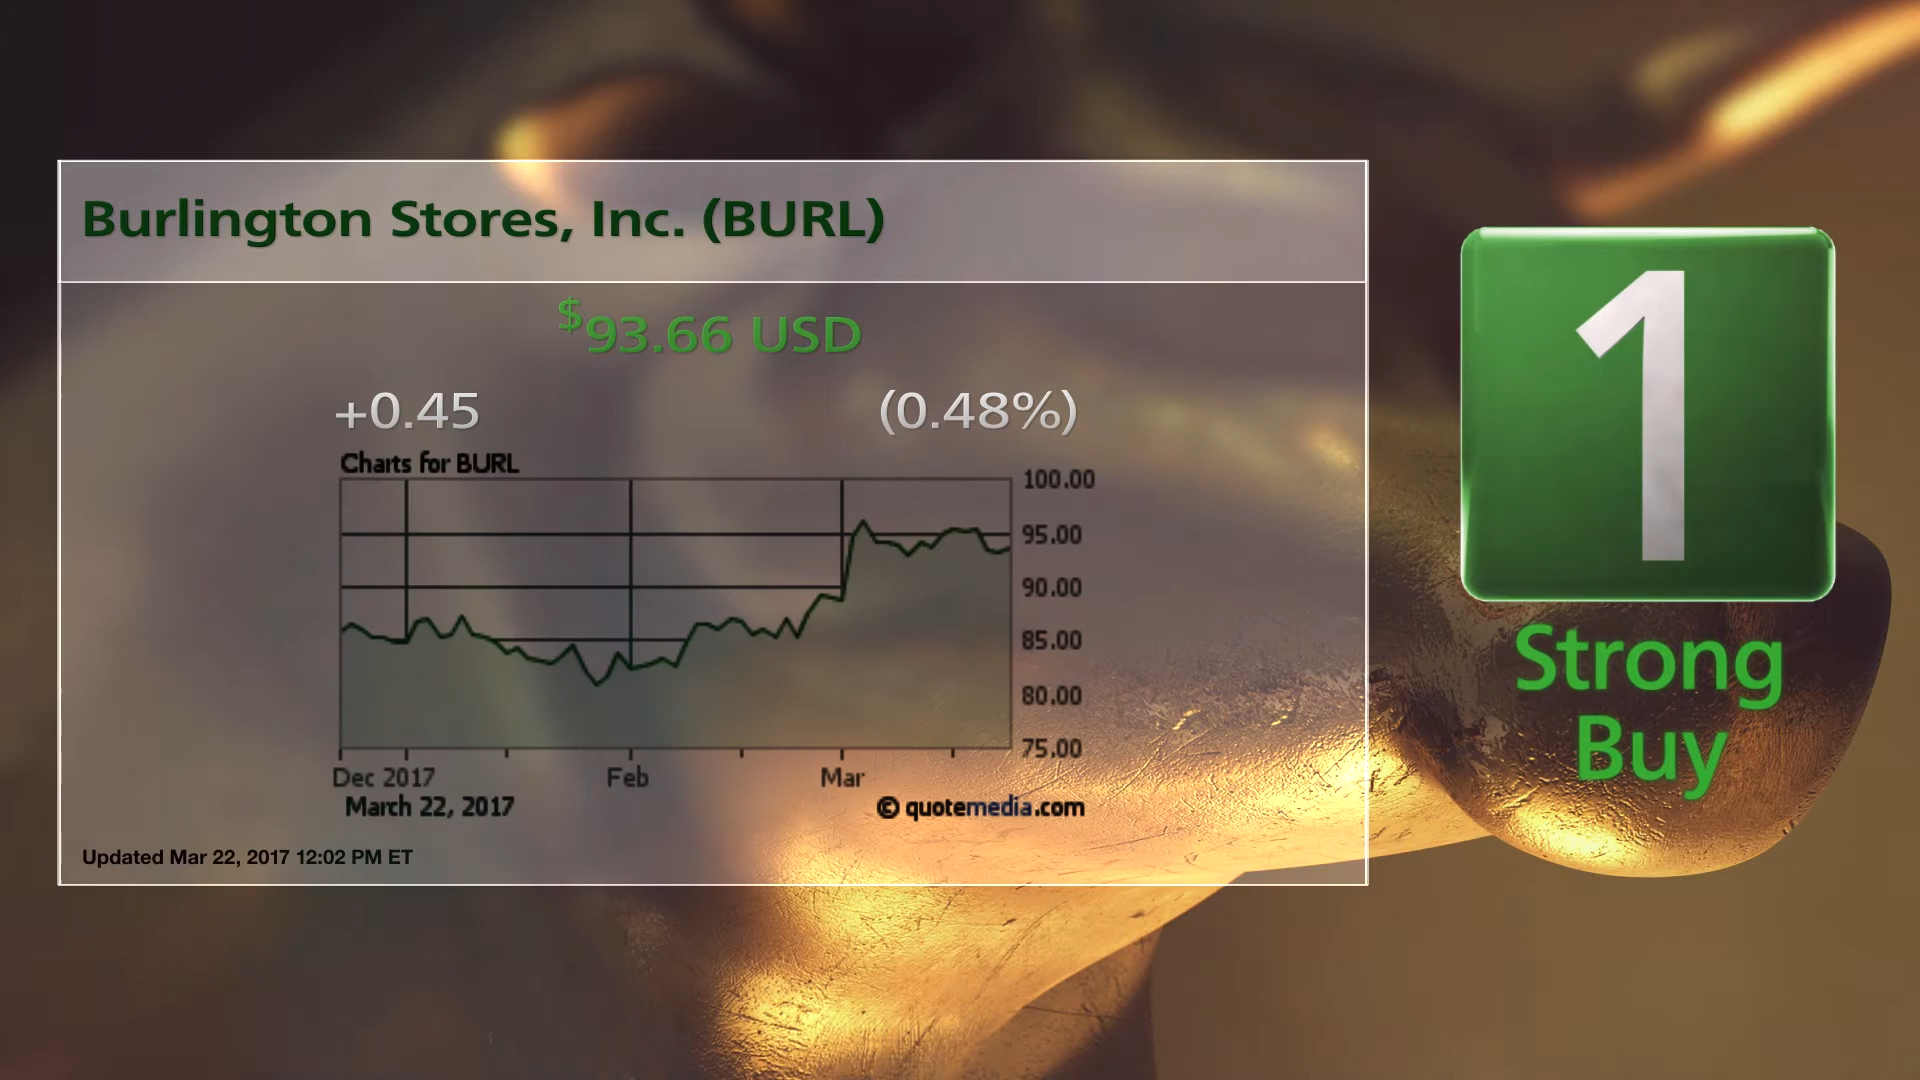 Burlington Stores, Inc. (BURL)
$93.66 USD
+0.45 (0.48%)
Charts for BURL
100.00
95.00
90.00
85.00
80.00
75.00
Dec 2017 Feb Mar
March 22, 2017 © quotemedia.com
Updated Mar 22, 2017 12:02 PM ET
1
Strong
Buy